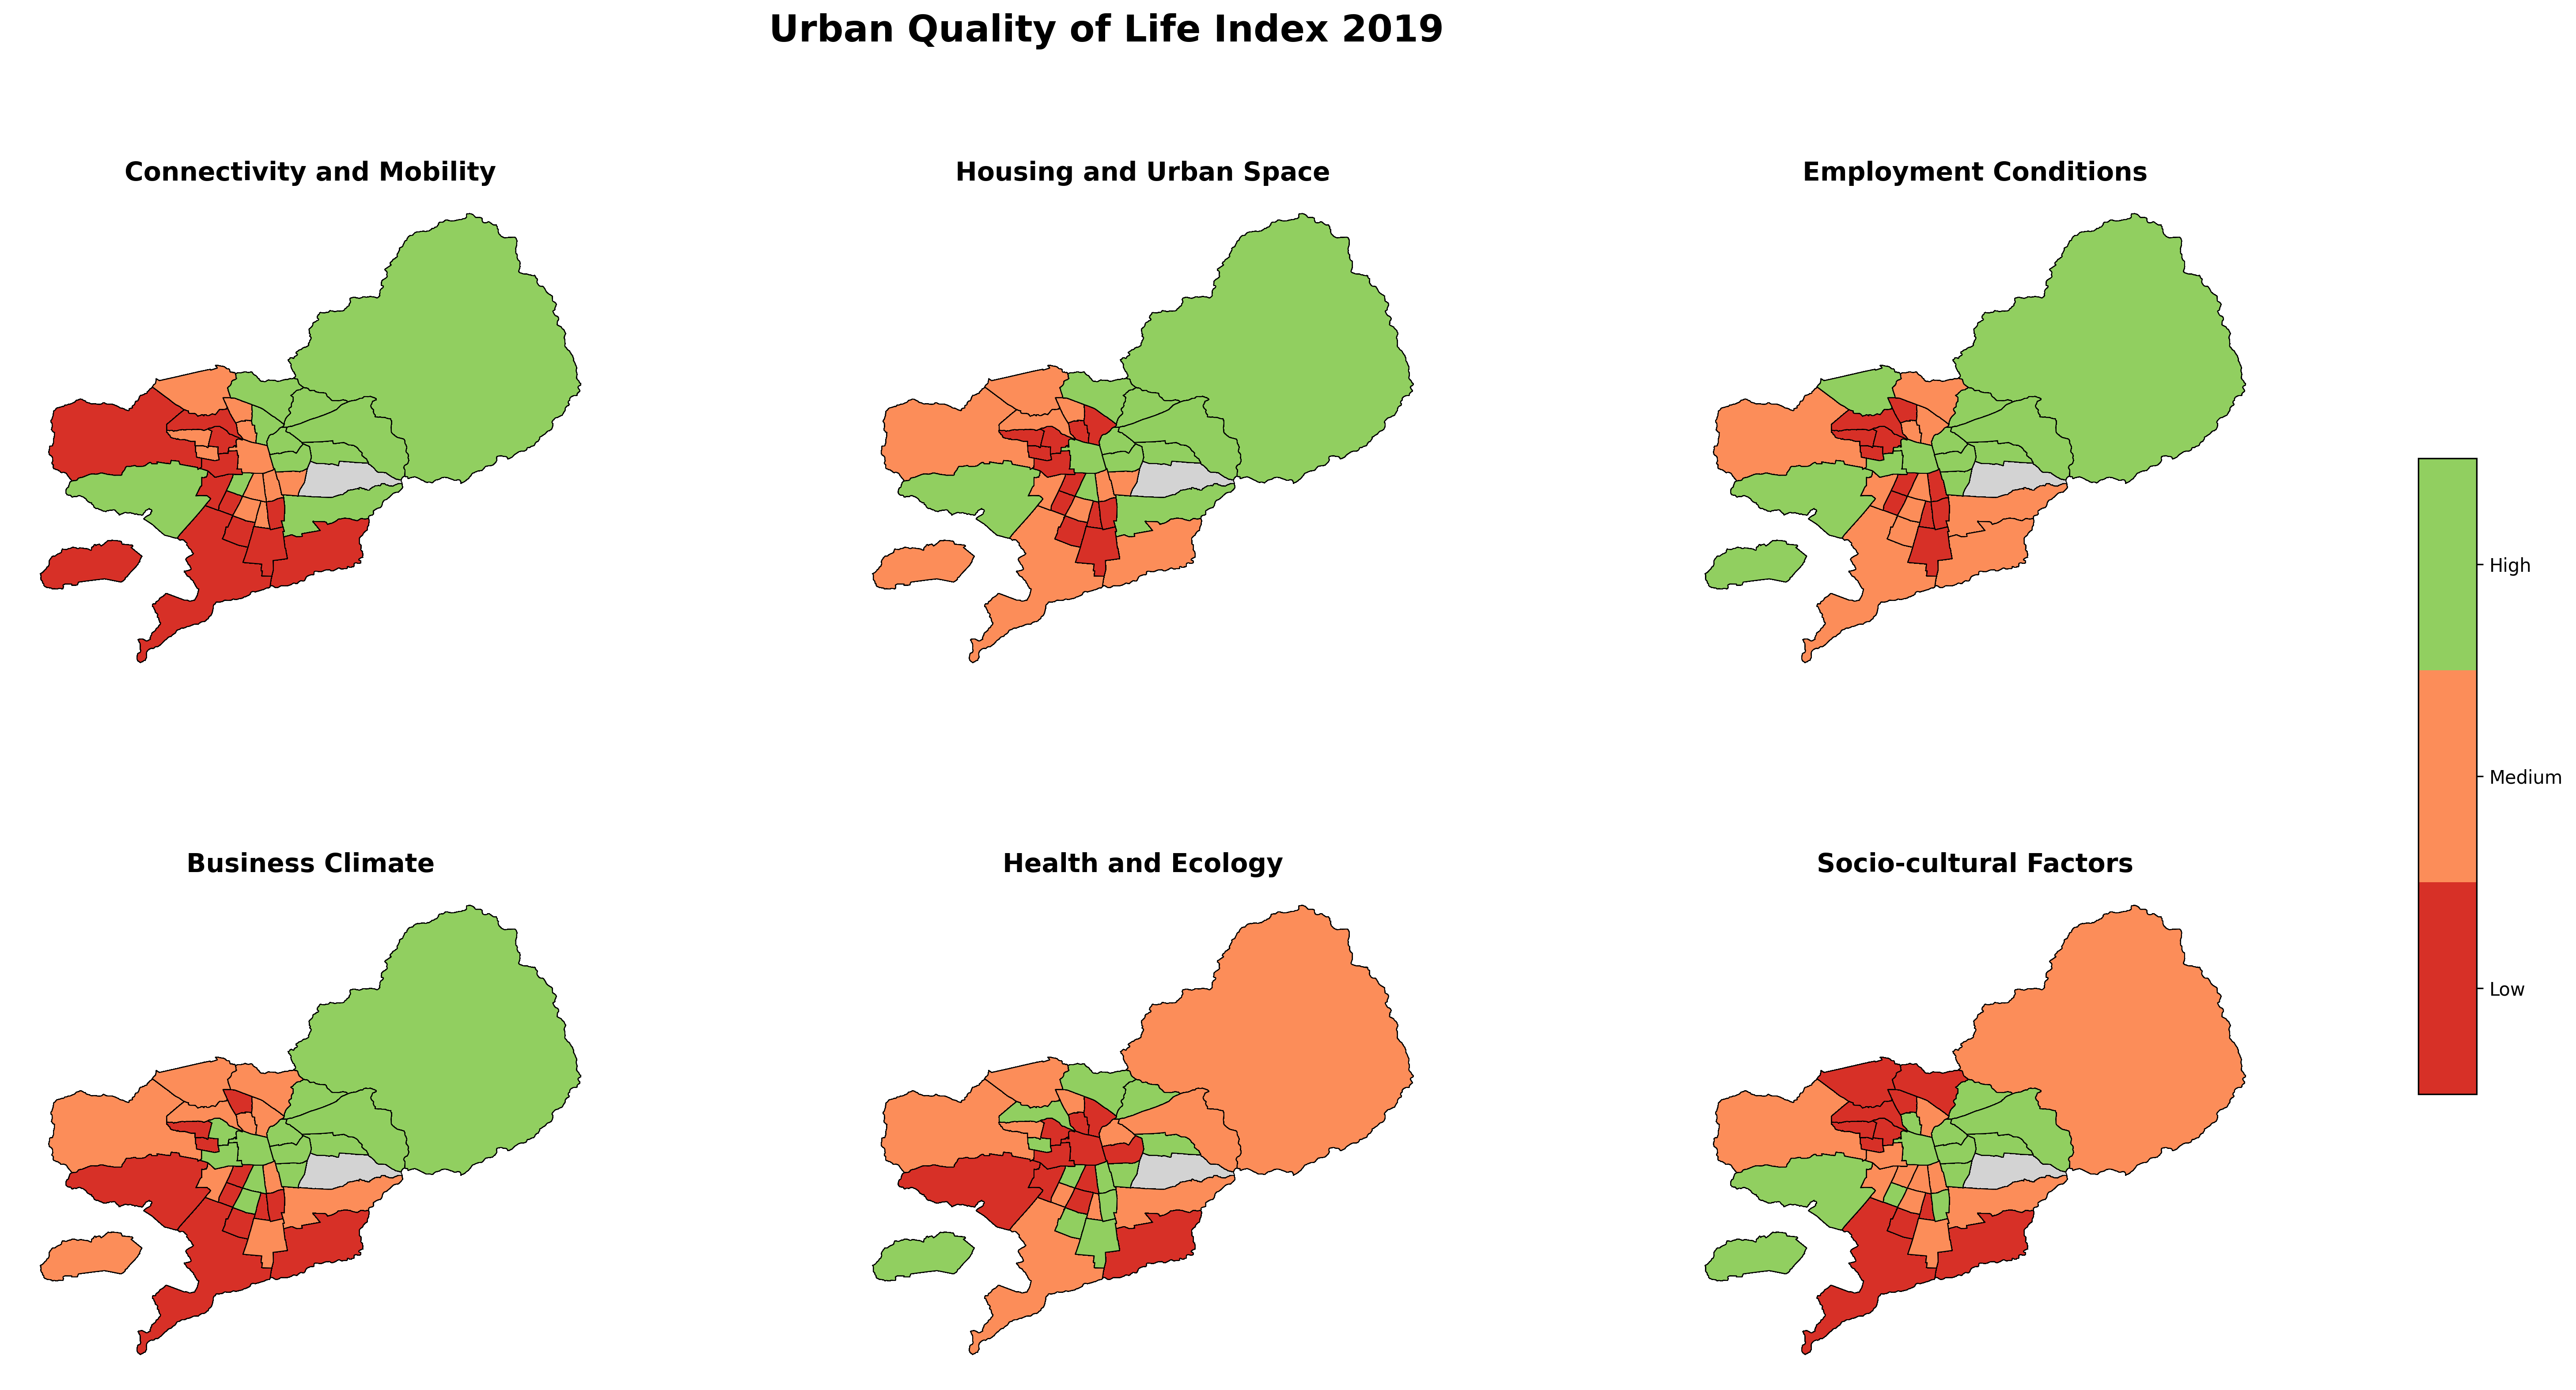 Urban Quality of Life Index 2019
Connectivity and Mobility
Housing and Urban Space
Employment Conditions
High
Medium
Low
Business Climate
Health and Ecology
Socio-cultural Factors